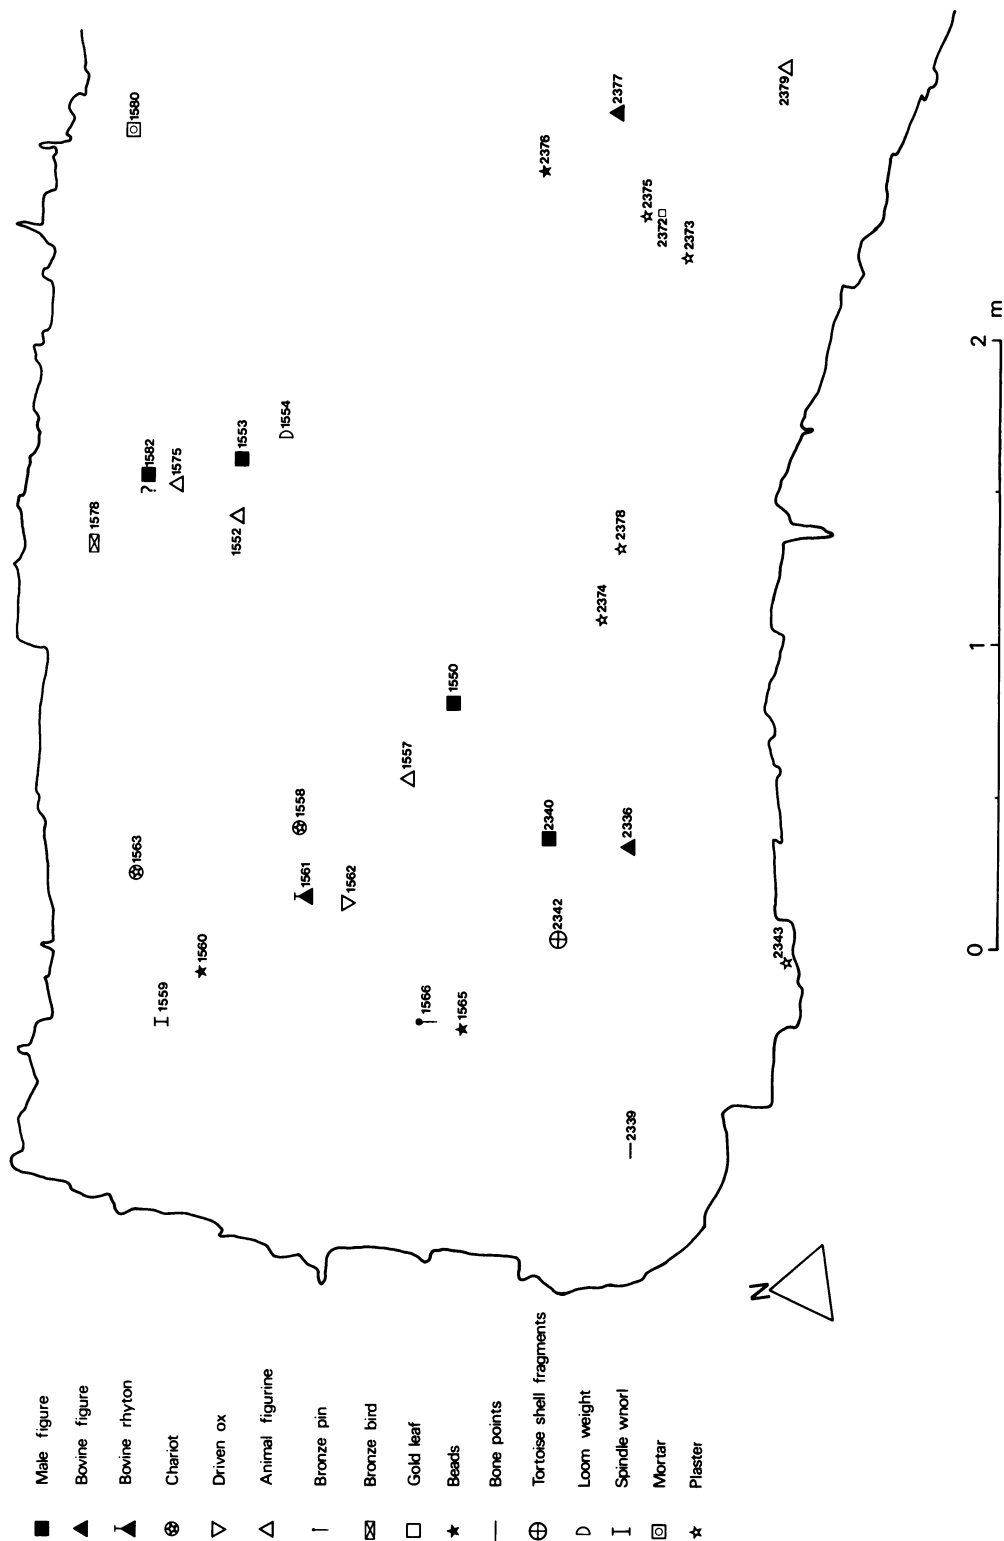 1580
2377
2379
2376
2375
2372
2373
1554
1582
?
1575
1553
1578
1552
2378
2374
1550
1557
1558
2340
2336
1563
1561
1562
2342
1560
2343
1559
1566
1565
2339
0 1 2 m
N
Male figure
Bovine figure
Bovine rhyton
Chariot
Driven ox
Animal figurine
Bronze pin
Bronze bird
Gold leaf
Beads
Bone points
Tortoise shell fragments
Loom weight
Spindle wnorl
Mortar
Plaster